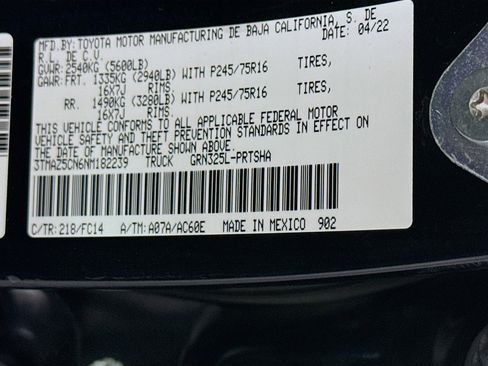 MFD.BY: TOYOTA MOTOR MANUFACTURING DE BAJA CALIFORNIA, S. DE
R.L. DE C.V. DATE: 04/22
GVWR: 2540KG (5600LB)
GAWR: FRT. 1335KG (2940LB) WITH P245/75R16 TIRES,
16X7J RIMS,
RR. 1490KG (3280LB) WITH P245/75R16 TIRES,
16X7J RIMS.
THIS VEHICLE CONFORMS TO ALL APPLICABLE FEDERAL MOTOR
VEHICLE SAFETY AND THEFT PREVENTION STANDARDS IN EFFECT ON
THE DATE OF MANUFACTURE SHOWN ABOVE.
3TMAZ5CN6NM182239 TRUCK GRN325L-PRTSHA
C/TR: 218/FC14 A/TM: A07A/AC60E MADE IN MEXICO 902